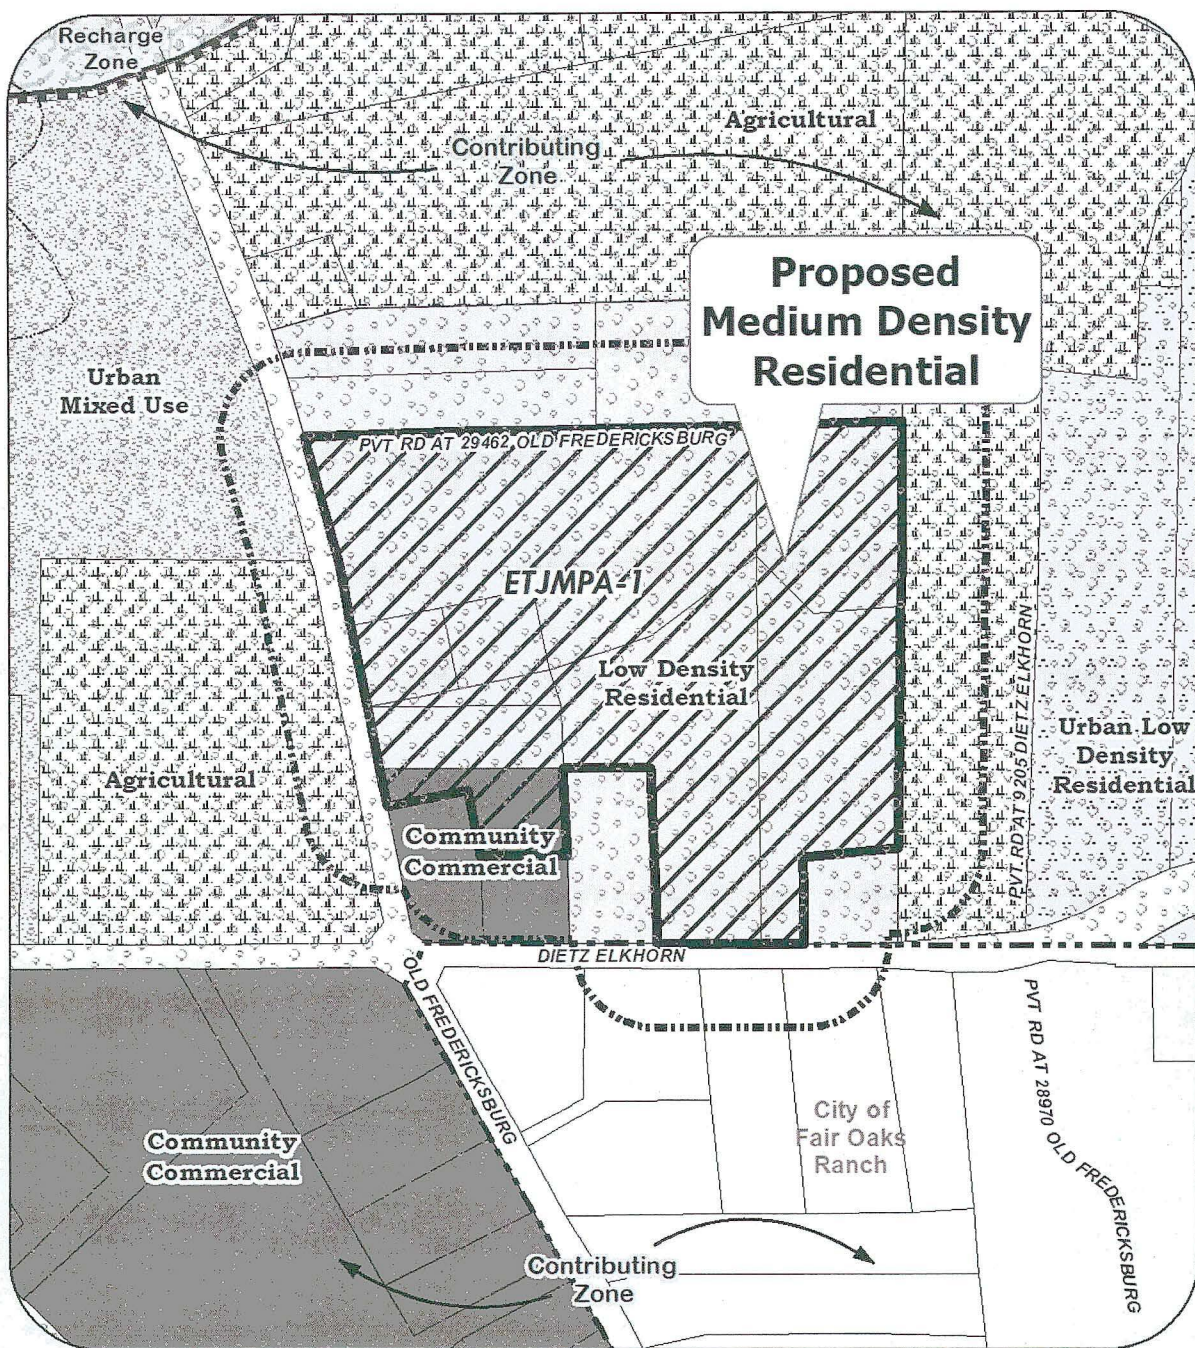 Recharge
Zone
Agricultural
Contributing
Zone
Proposed
Medium Density
Residential
Urban
Mixed Use
PVT RD AT 29462 OLD FREDERICKSBURG
ETJMPA-1
Low Density
Residential
PVT RD AT 9205 DIETZ ELKHORN
Urban Low
Density
Residential
Agricultural
Community
Commercial
DIETZ ELKHORN
OLD FREDERICKSBURG
PVT RD AT 28970 OLD FREDERICKSBURG
City of
Fair Oaks
Ranch
Community
Commercial
Contributing
Zone